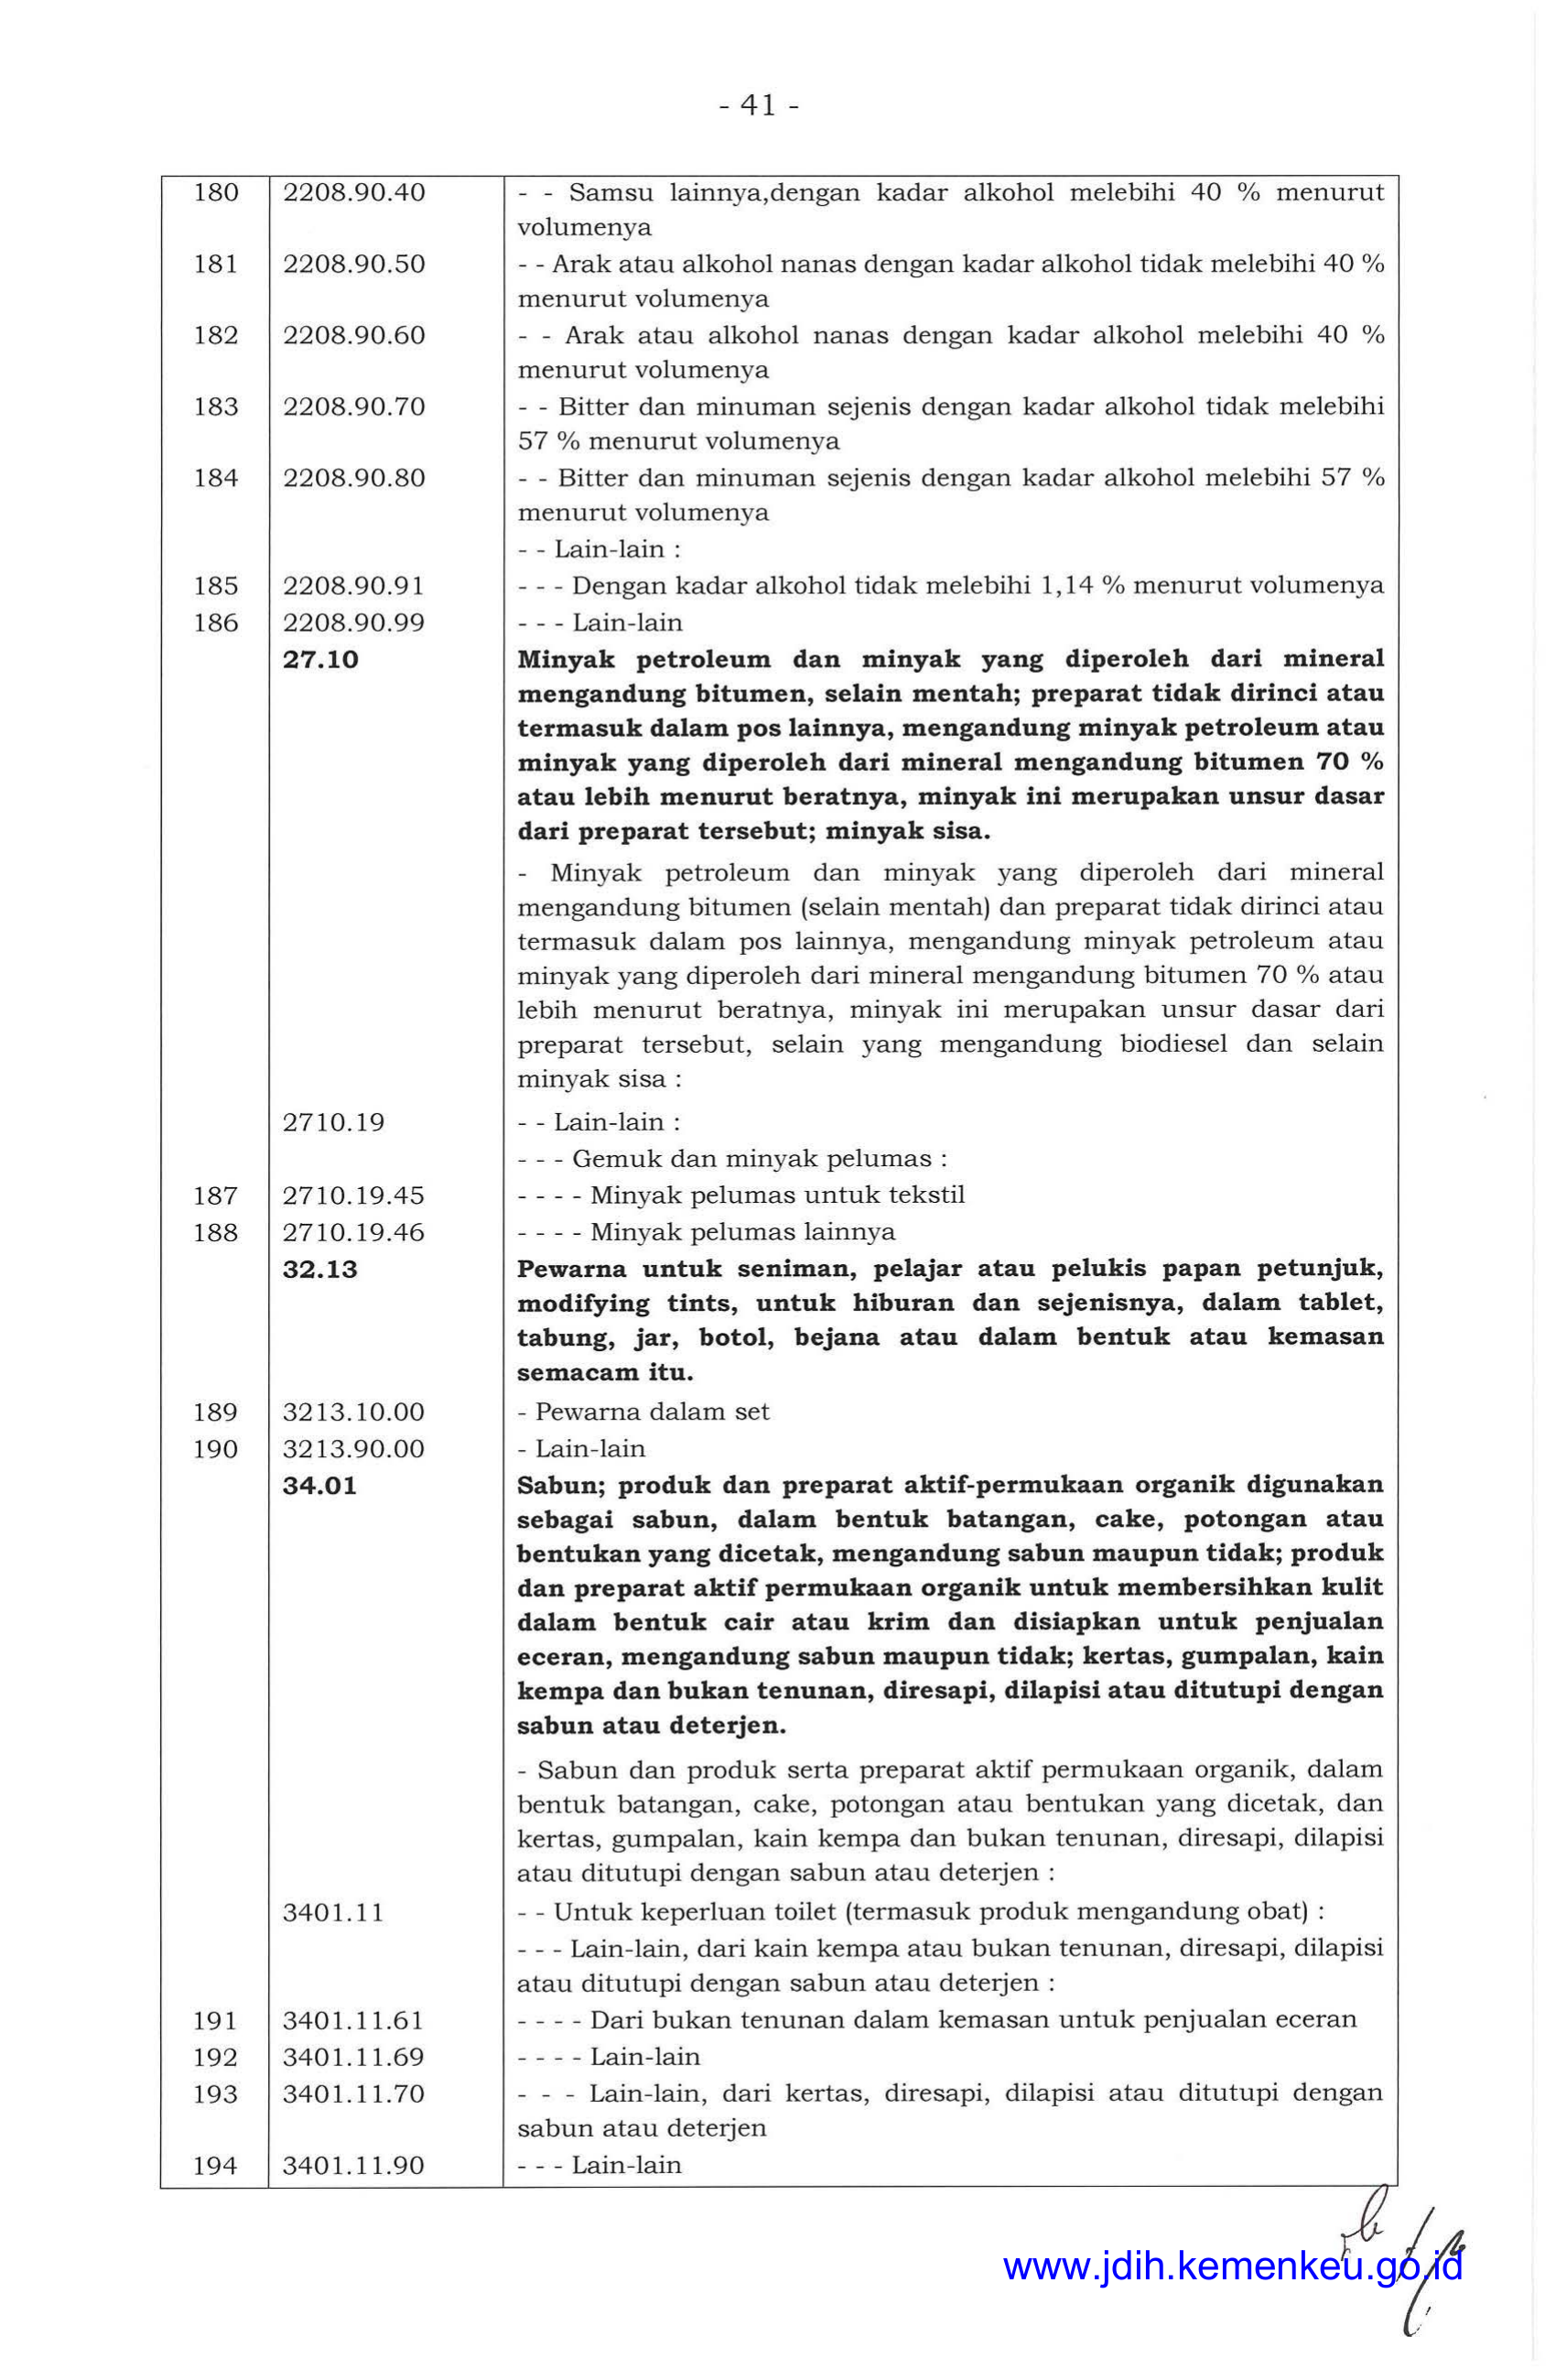 - 41 -
180 2208.90.40 - - Samsu lainnya,dengan kadar alkohol melebihi 40 % menurut
volumenya
181 2208.90.50 - - Arak atau alkohol nanas dengan kadar alkohol tidak melebihi 40 %
menurut volumenya
182 2208.90.60 - - Arak atau alkohol nanas dengan kadar alkohol melebihi 40 %
menurut volumenya
183 2208.90.70 - - Bitter dan minuman sejenis dengan kadar alkohol tidak melebihi
57 % menurut volumenya
184 2208.90.80 - - Bitter dan minuman sejenis dengan kadar alkohol melebihi 57 %
menurut volumenya
- - Lain-lain :
185 2208.90.91 - - - Dengan kadar alkohol tidak melebihi 1,14 % menurut volumenya
186 2208.90.99 - - - Lain-lain
27.10 Minyak petroleum dan minyak yang diperoleh dari mineral
mengandung bitumen, selain mentah; preparat tidak dirinci atau
termasuk dalam pos lainnya, mengandung minyak petroleum atau
minyak yang diperoleh dari mineral mengandung bitumen 70 %
atau lebih menurut beratnya, minyak ini merupakan unsur dasar
dari preparat tersebut; minyak sisa.
- Minyak petroleum dan minyak yang diperoleh dari mineral
mengandung bitumen (selain mentah) dan preparat tidak dirinci atau
termasuk dalam pos lainnya, mengandung minyak petroleum atau
minyak yang diperoleh dari mineral mengandung bitumen 70 % atau
lebih menurut beratnya, minyak ini merupakan unsur dasar dari
preparat tersebut, selain yang mengandung biodiesel dan selain
minyak sisa :
2710.19 - - Lain-lain :
- - - Gemuk dan minyak pelumas :
187 2710.19.45 - - - - Minyak pelumas untuk tekstil
188 2710.19.46 - - - - Minyak pelumas lainnya
32.13 Pewarna untuk seniman, pelajar atau pelukis papan petunjuk,
modifying tints, untuk hiburan dan sejenisnya, dalam tablet,
tabung, jar, botol, bejana atau dalam bentuk atau kemasan
semacam itu.
189 3213.10.00 - Pewarna dalam set
190 3213.90.00 - Lain-lain
34.01 Sabun; produk dan preparat aktif-permukaan organik digunakan
sebagai sabun, dalam bentuk batangan, cake, potongan atau
bentukan yang dicetak, mengandung sabun maupun tidak; produk
dan preparat aktif permukaan organik untuk membersihkan kulit
dalam bentuk cair atau krim dan disiapkan untuk penjualan
eceran, mengandung sabun maupun tidak; kertas, gumpalan, kain
kempa dan bukan tenunan, diresapi, dilapisi atau ditutupi dengan
sabun atau deterjen.
- Sabun dan produk serta preparat aktif permukaan organik, dalam
bentuk batangan, cake, potongan atau bentukan yang dicetak, dan
kertas, gumpalan, kain kempa dan bukan tenunan, diresapi, dilapisi
atau ditutupi dengan sabun atau deterjen :
3401.11 - - Untuk keperluan toilet (termasuk produk mengandung obat) :
- - - Lain-lain, dari kain kempa atau bukan tenunan, diresapi, dilapisi
atau ditutupi dengan sabun atau deterjen :
191 3401.11.61 - - - - Dari bukan tenunan dalam kemasan untuk penjualan eceran
192 3401.11.69 - - - - Lain-lain
193 3401.11.70 - - - Lain-lain, dari kertas, diresapi, dilapisi atau ditutupi dengan
sabun atau deterjen
194 3401.11.90 - - - Lain-lain
www.jdih.kemenkeu.go.id